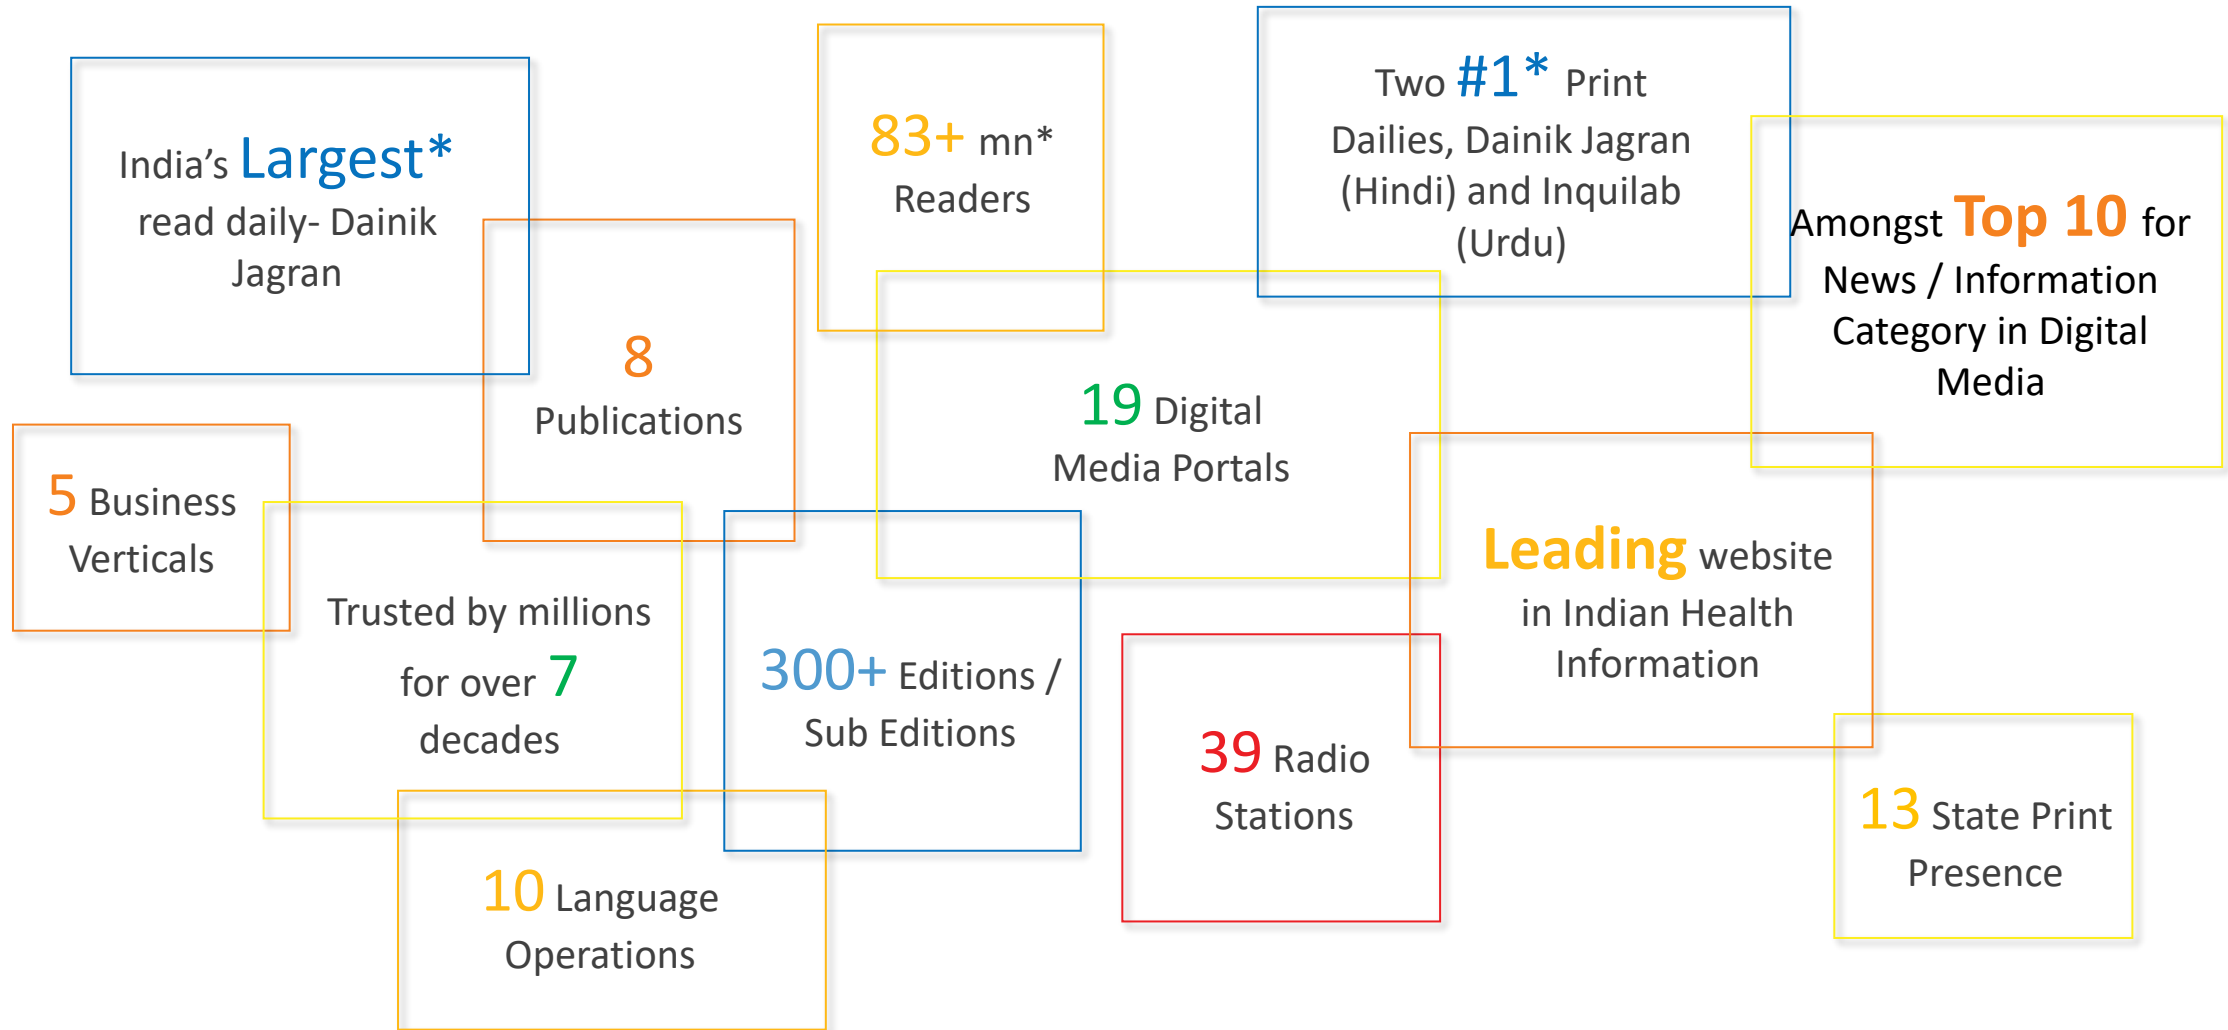 India’s Largest*
read daily- Dainik
Jagran
8
Publications
83+ mn*
Readers
Two #1* Print
Dailies, Dainik Jagran
(Hindi) and Inquilab
(Urdu)
Amongst Top 10 for
News / Information
Category in Digital
Media
5 Business
Verticals
19 Digital
Media Portals
Trusted by millions
for over 7
decades
300+ Editions /
Sub Editions
Leading website
in Indian Health
Information
39 Radio
Stations
13 State Print
Presence
10 Language
Operations